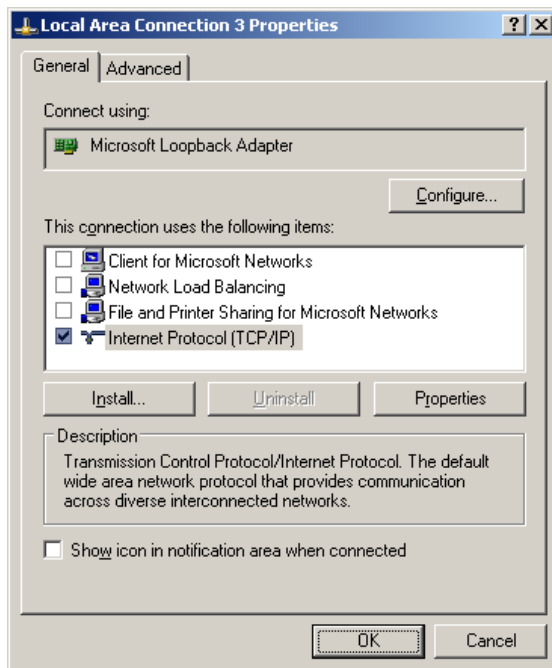 Local Area Connection 3 Properties
General
Advanced
Connect using:
Microsoft Loopback Adapter
Configure...
This connection uses the following items:
Client for Microsoft Networks
Network Load Balancing
File and Printer Sharing for Microsoft Networks
Internet Protocol (TCP/IP)
Install...
Uninstall
Properties
Description
Transmission Control Protocol/Internet Protocol. The default
wide area network protocol that provides communication
across diverse interconnected networks.
Show icon in notification area when connected
OK
Cancel